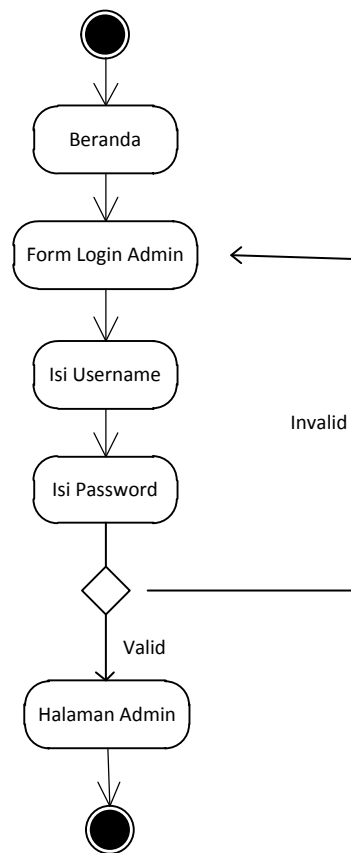 Beranda
Form Login Admin
Isi Username
Invalid
Isi Password
Valid
Halaman Admin